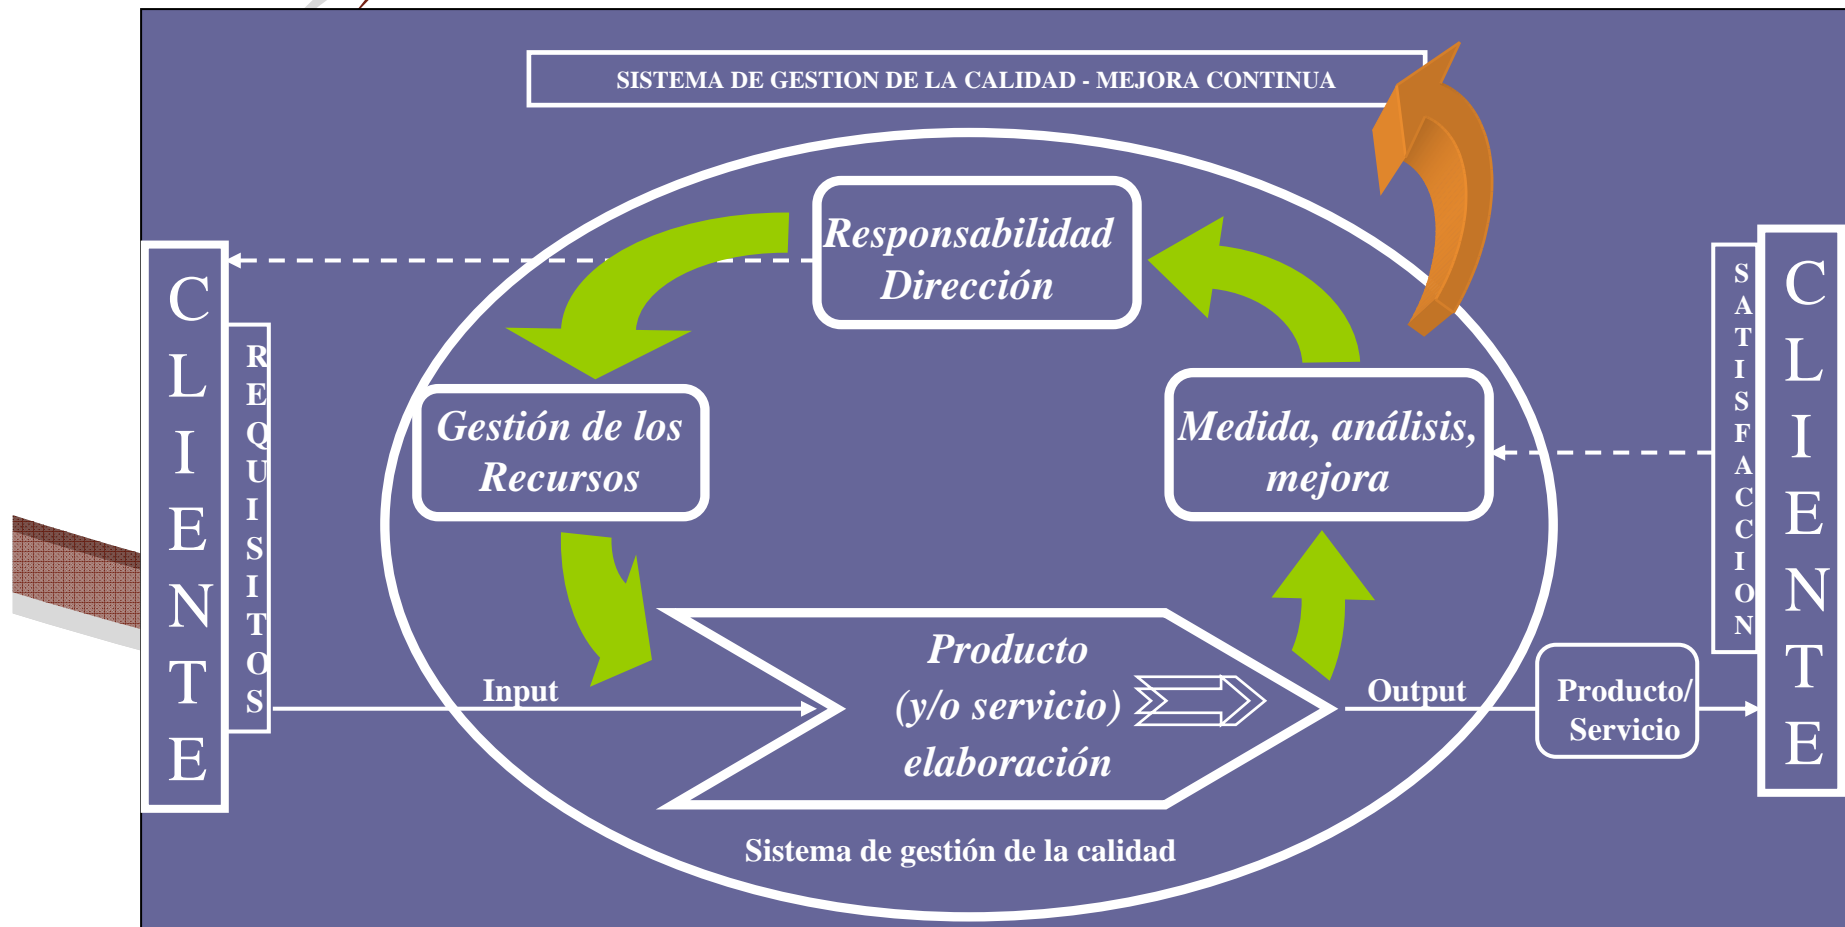 SISTEMA DE GESTION DE LA CALIDAD - MEJORA CONTINUA
Responsabilidad
Dirección
CLIENTE
REQUISITOS
Gestión de los
Recursos
Medida, análisis,
mejora
SATISFACCION
CLIENTE
Input
Producto
(y/o servicio)
elaboración
Output
Producto/
Servicio
Sistema de gestión de la calidad